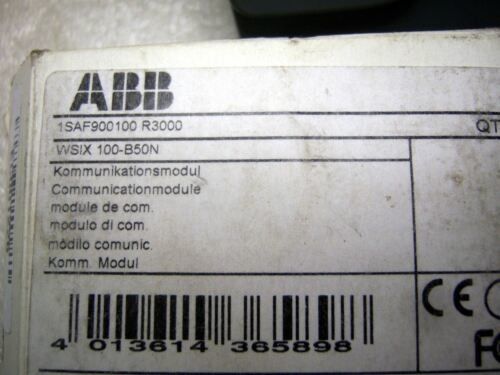 ABB
1SAF900100 R3000
QT
WSIX 100-B50N
Kommunikationsmodul
Communicationmodule
module de com.
modulo di com.
módilo comunic.
Komm. Modul
CE
FC
4 013614 365898